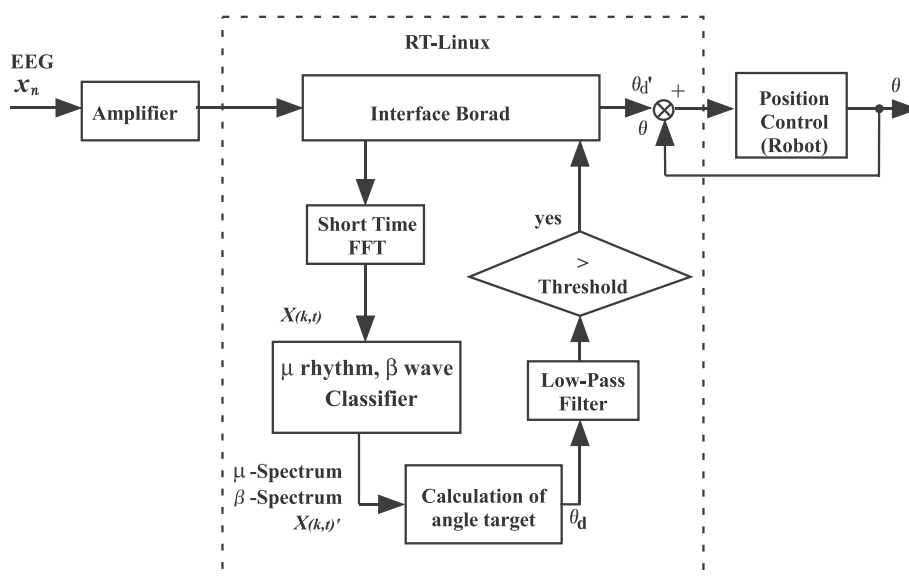 RT-Linux
EEG
xn
Amplifier
Interface Borad
θd'
+
θ
Position
Control
(Robot)
θ
Short Time
FFT
yes
>
Threshold
X(k,t)
μ rhythm, β wave
Classifier
Low-Pass
Filter
μ -Spectrum
β -Spectrum
X(k,t)'
Calculation of
angle target
θd